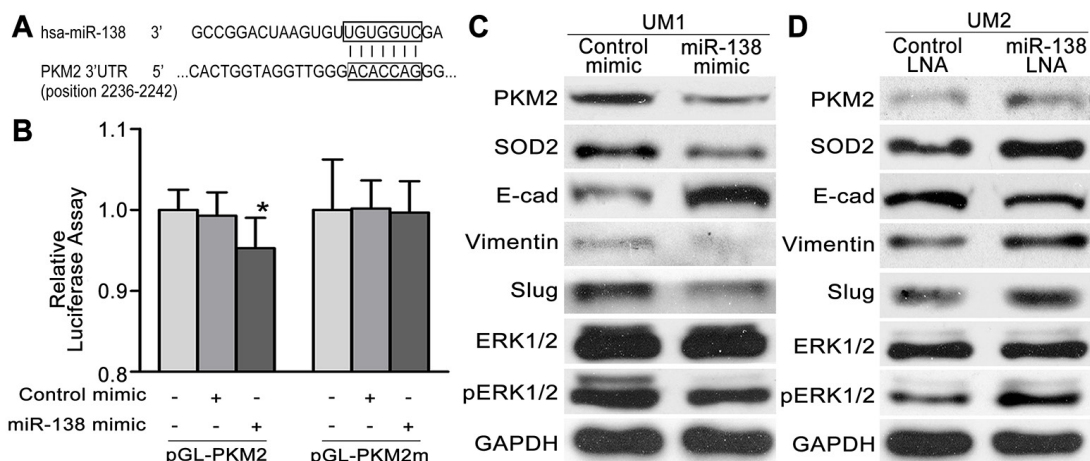 A
hsa-miR-138 3' GCCGGACUAAGUGUUGUGGUCGA
PKM2 3'UTR 5' ...CACTGGTAGGTTGGGACACCAGGG...
(position 2236-2242)
B
Relative
Luciferase Assay
1.1
1.0
0.9
0.8
*
Control mimic - + - - + -
miR-138 mimic - - + - - +
pGL-PKM2 pGL-PKM2m
C
UM1
Control mimic
miR-138 mimic
PKM2
SOD2
E-cad
Vimentin
Slug
ERK1/2
pERK1/2
GAPDH
D
UM2
Control LNA
miR-138 LNA
PKM2
SOD2
E-cad
Vimentin
Slug
ERK1/2
pERK1/2
GAPDH